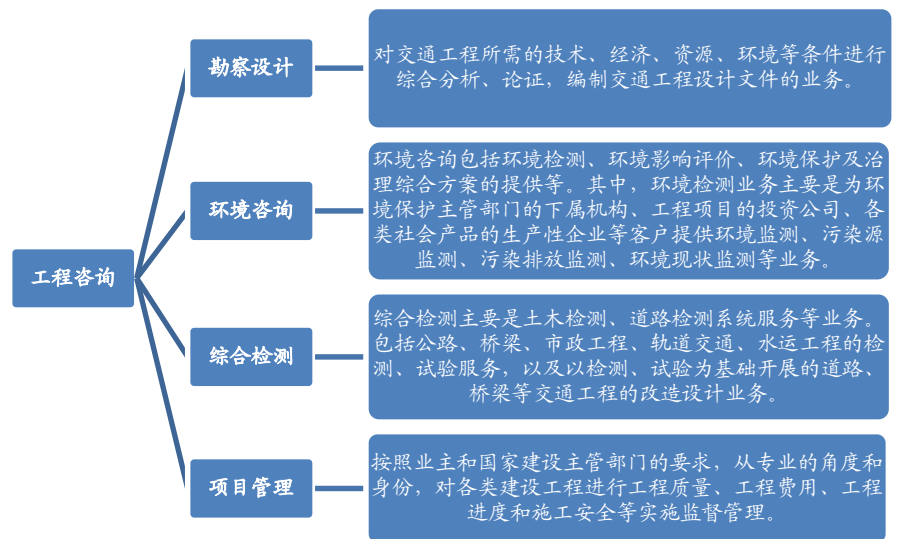 工程咨询
勘察设计
对交通工程所需的技术、经济、资源、环境等条件进行
综合分析、论证，编制交通工程设计文件的业务。
环境咨询
环境咨询包括环境检测、环境影响评价、环境保护及治
理综合方案的提供等。其中，环境检测业务主要是为环
境保护主管部门的下属机构、工程项目的投资公司、各
类社会产品的生产性企业等客户提供环境监测、污染源
监测、污染排放监测、环境现状监测等业务。
综合检测
综合检测主要是土木检测、道路检测系统服务等业务。
包括公路、桥梁、市政工程、轨道交通、水运工程的检
测、试验服务，以及以检测、试验为基础开展的道路、
桥梁等交通工程的改造设计业务。
项目管理
按照业主和国家建设主管部门的要求，从专业的角度和
身份，对各类建设工程进行工程质量、工程费用、工程
进度和施工安全等实施监督管理。